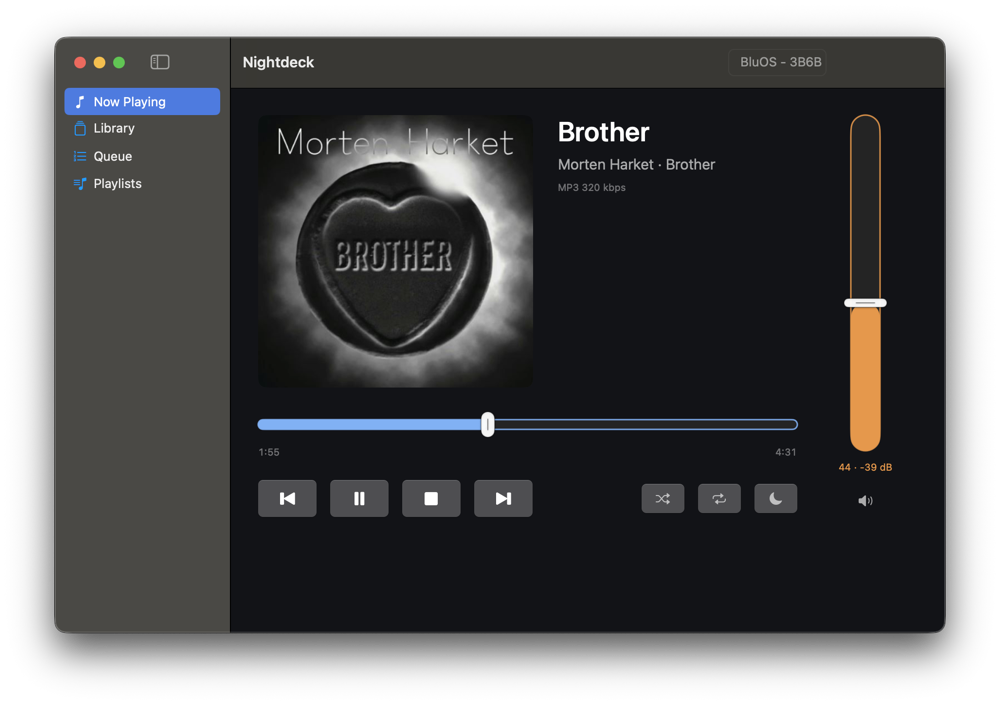 Nightdeck
BluOS - 3B6B
Now Playing
Library
Queue
Playlists
Morten Harket
BROTHER
Brother
Morten Harket · Brother
MP3 320 kbps
1:55
4:31
44 · -39 dB